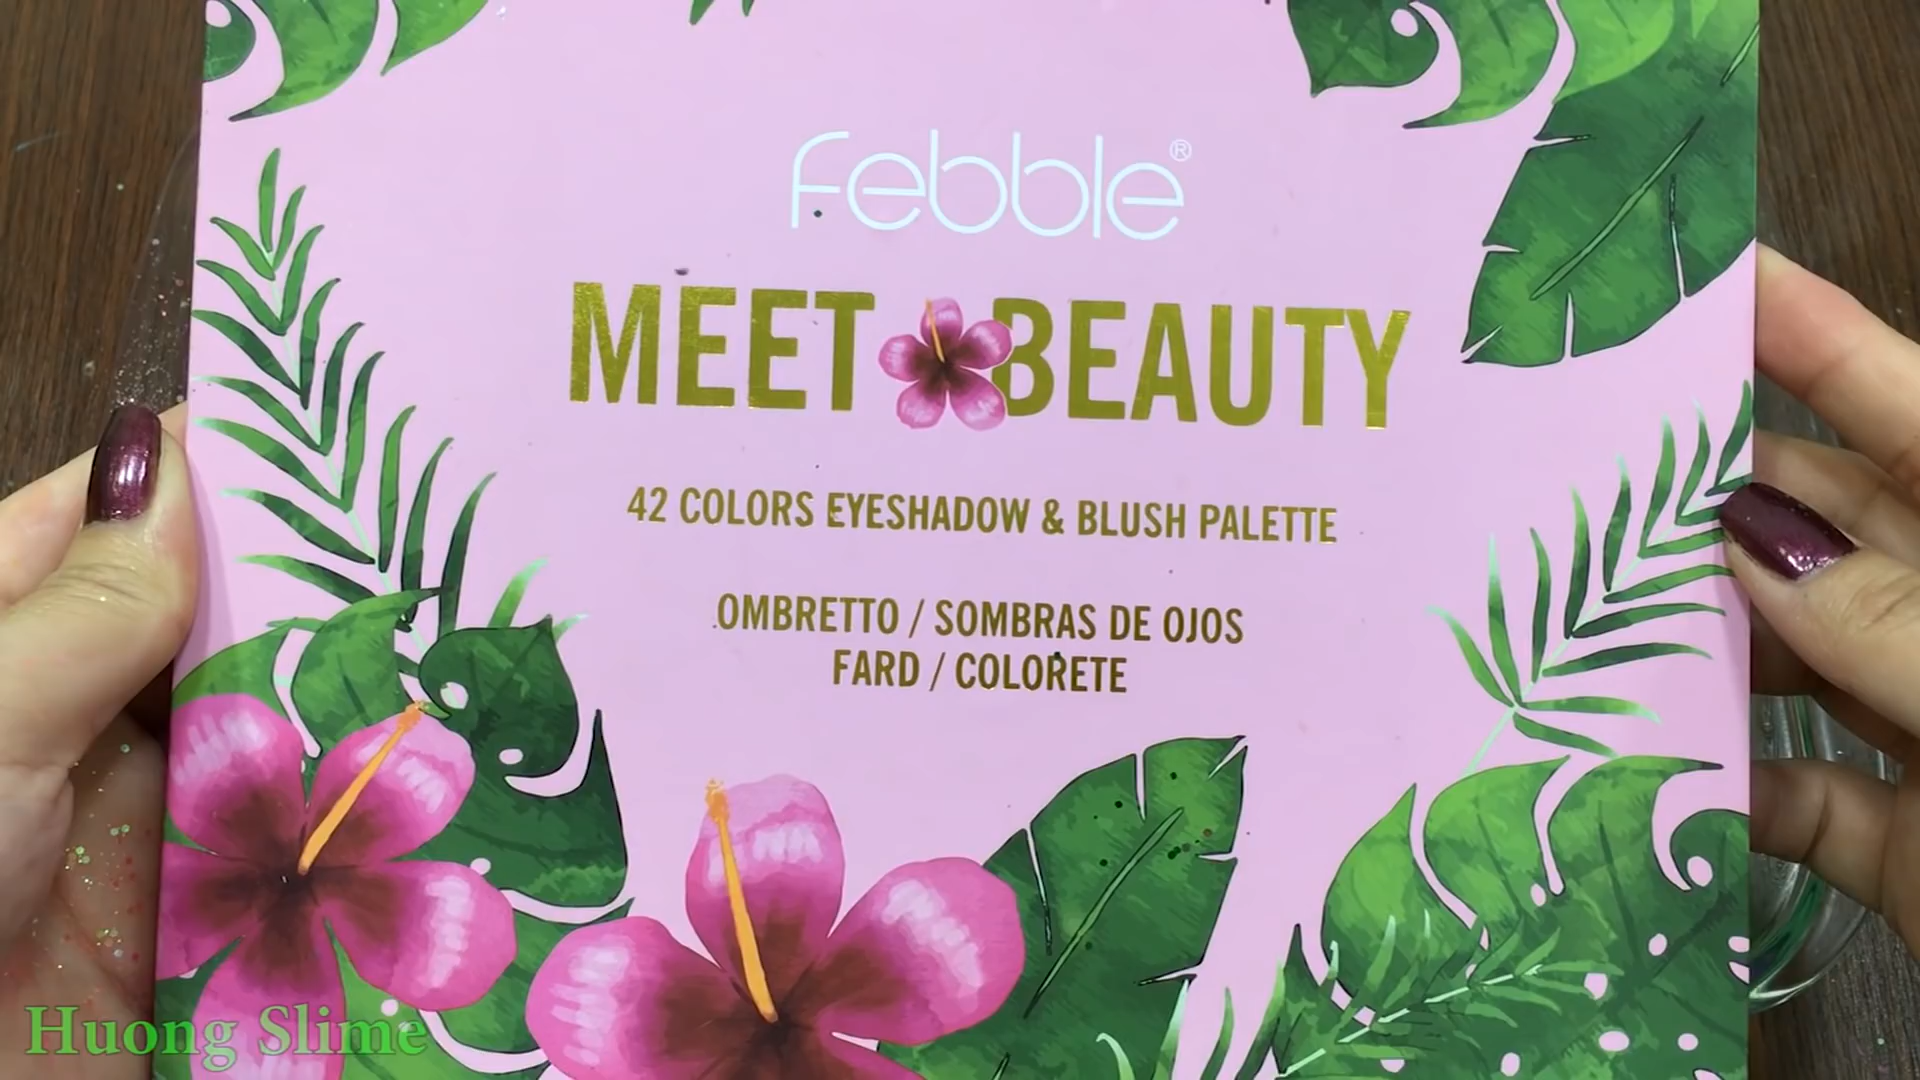 febble®
MEET BEAUTY
42 COLORS EYESHADOW & BLUSH PALETTE
OMBRETTO / SOMBRAS DE OJOS
FARD / COLORETE
Huong Slime